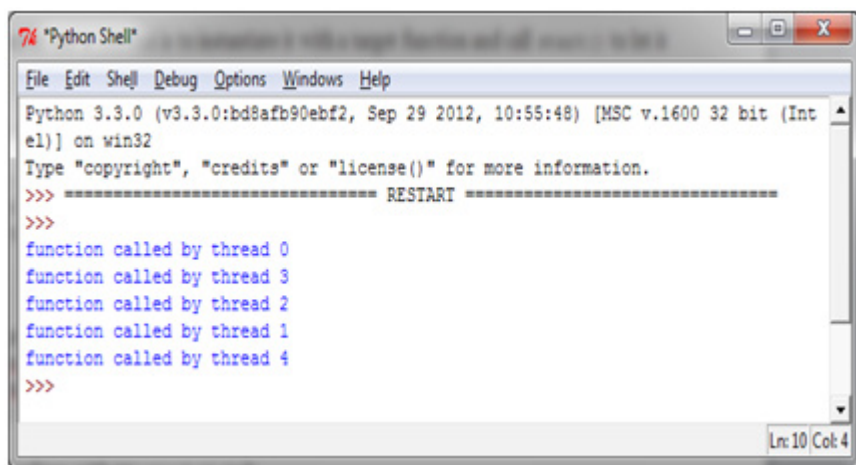 *Python Shell*
File Edit Shell Debug Options Windows Help
Python 3.3.0 (v3.3.0:bd8afb90ebf2, Sep 29 2012, 10:55:48) [MSC v.1600 32 bit (Int
el)] on win32
Type "copyright", "credits" or "license()" for more information.
>>> ================================ RESTART ================================
>>>
function called by thread 0
function called by thread 3
function called by thread 2
function called by thread 1
function called by thread 4
>>>
Ln: 10 Col: 4